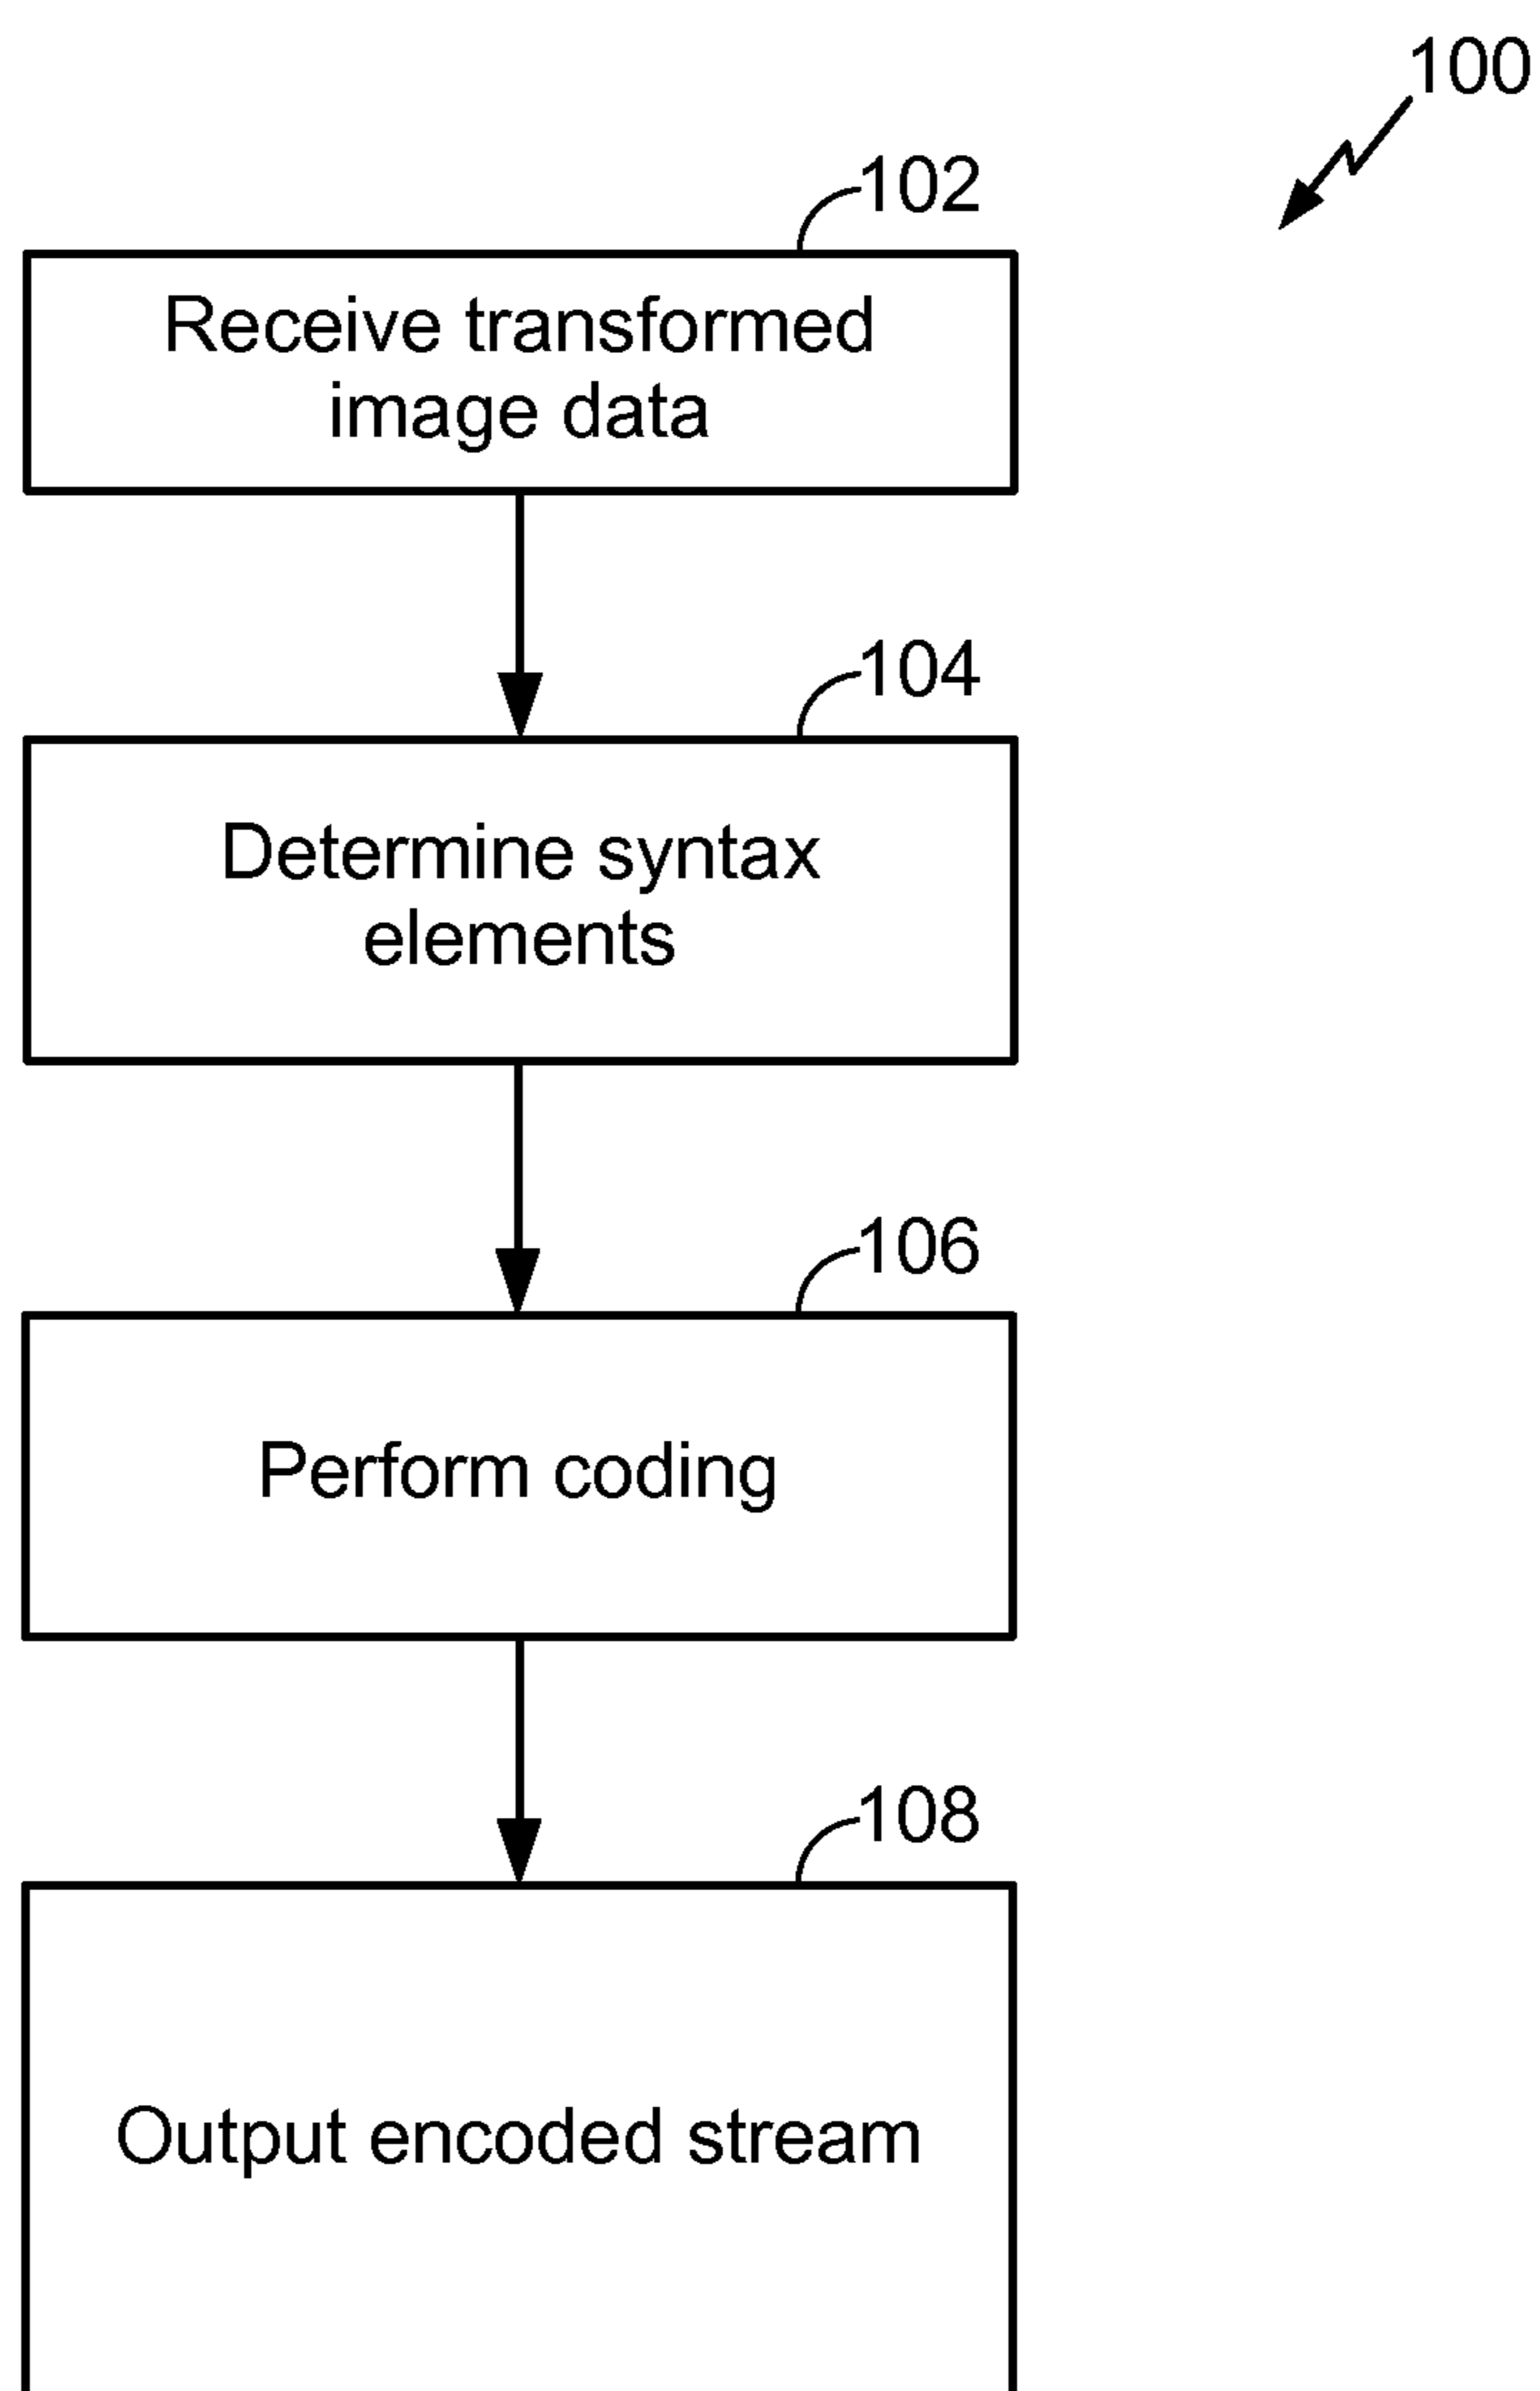 100
102
Receive transformed
image data
104
Determine syntax
elements
106
Perform coding
108
Output encoded stream